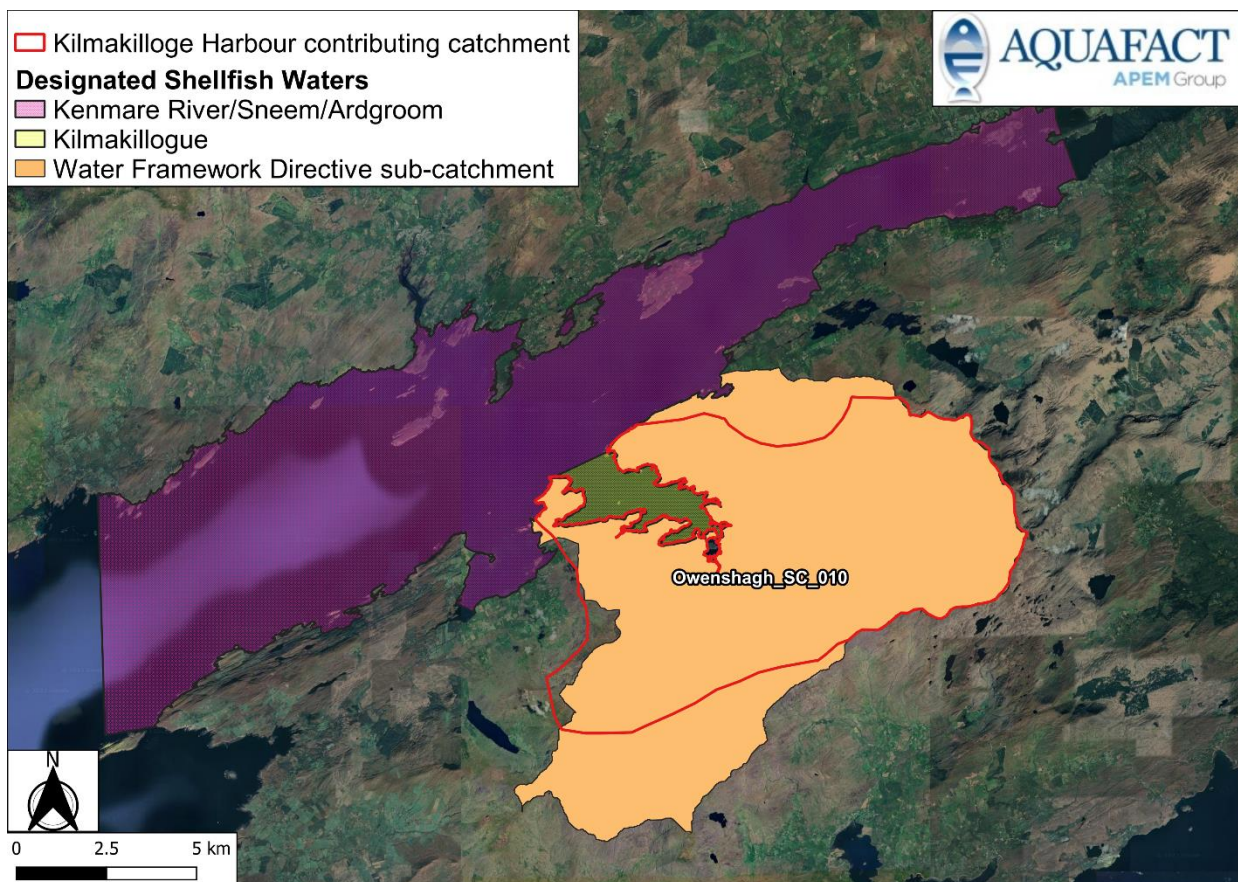 Kilmakilloge Harbour contributing catchment
Designated Shellfish Waters
Kenmare River/Sneem/Ardgroom
Kilmakillogue
Water Framework Directive sub-catchment
AQUAFACT
APEM Group
Owenshagh_SC_010
N
0 2.5 5 km